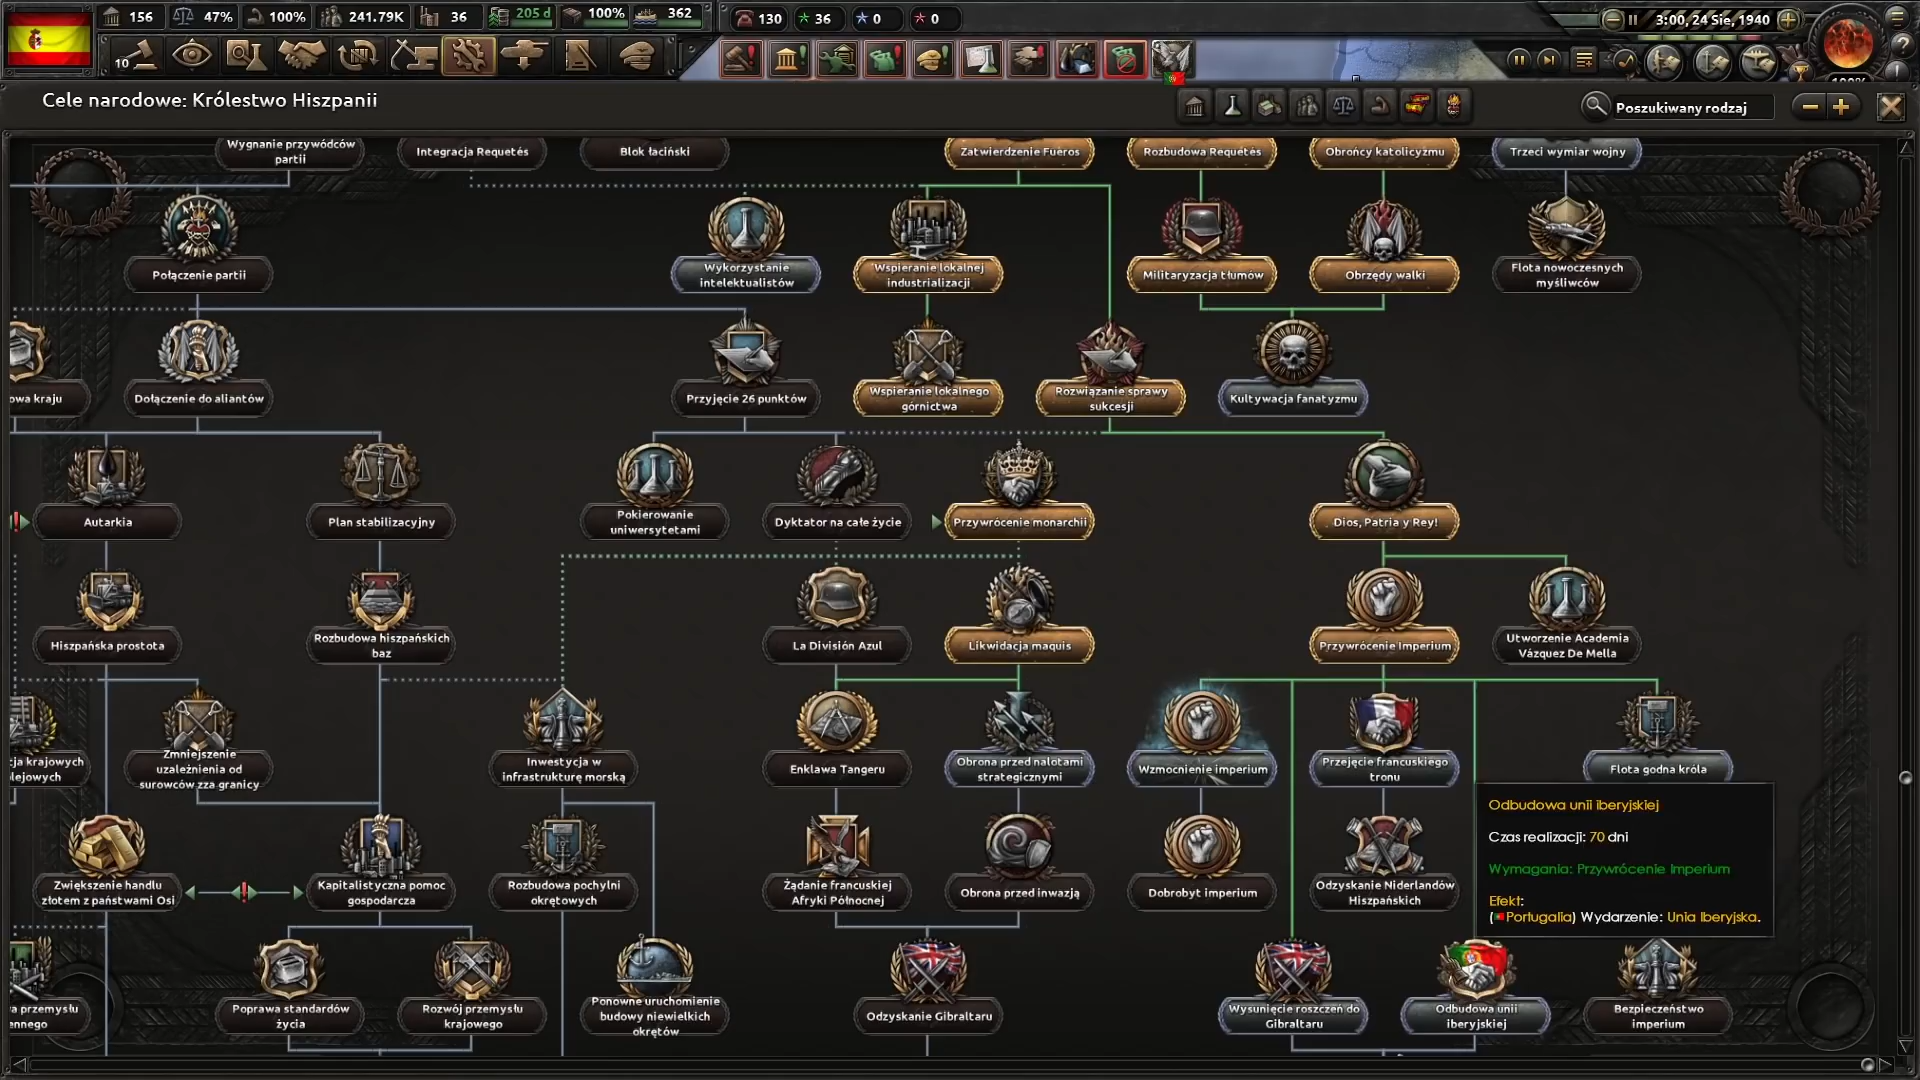 156
47%
100%
241.79K
36
205 d
100%
362
130
36
0
0
3:00, 24 Sie, 1940
10
100%
Cele narodowe: Królestwo Hiszpanii
Poszukiwany rodzaj
Wygnanie przywódców
partii
Integracja Requetés
Blok łaciński
Zatwierdzenie Fueros
Rozbudowa Requetés
Obrońcy katolicyzmu
Trzeci wymiar wojny
Połączenie partii
Wykorzystanie
intelektualistów
Wspieranie lokalnej
industrializacji
Militaryzacja tłumów
Obrzędy walki
Flota nowoczesnych
myśliwców
owa kraju
Dołączenie do aliantów
Przyjęcie 26 punktów
Wspieranie lokalnego
górnictwa
Rozwiązanie sprawy
sukcesji
Kultywacja fanatyzmu
Autarkia
Plan stabilizacyjny
Pokierowanie
uniwersytetami
Dyktator na całe życie
Przywrócenie monarchii
Dios, Patria y Rey!
Hiszpańska prostota
Rozbudowa hiszpańskich
baz
La División Azul
Likwidacja maquis
Przywrócenie Imperium
Utworzenie Academia
Vázquez De Mella
cja krajowych
olejowych
Zmniejszenie
uzależnienia od
surowców zza granicy
Inwestycja w
infrastrukturę morską
Enklawa Tangeru
Obrona przed nalotami
strategicznymi
Wzmocnienie imperium
Przejęcie francuskiego
tronu
Flota godna króla
Odbudowa unii iberyjskiej
Czas realizacji: 70 dni
Wymagania: Przywrócenie Imperium
Efekt:
(Portugalia) Wydarzenie: Unia Iberyjska.
Zwiększenie handlu
złotem z państwami Osi
Kapitalistyczna pomoc
gospodarcza
Rozbudowa pochylni
okrętowych
Żądanie francuskiej
Afryki Północnej
Obrona przed inwazją
Dobrobyt imperium
Odzyskanie Niderlandów
Hiszpańskich
a przemysłu
ennego
Poprawa standardów
życia
Rozwój przemysłu
krajowego
Ponowne uruchomienie
budowy niewielkich
okrętów
Odzyskanie Gibraltaru
Wysunięcie roszczeń do
Gibraltaru
Odbudowa unii
iberyjskiej
Bezpieczeństwo
imperium